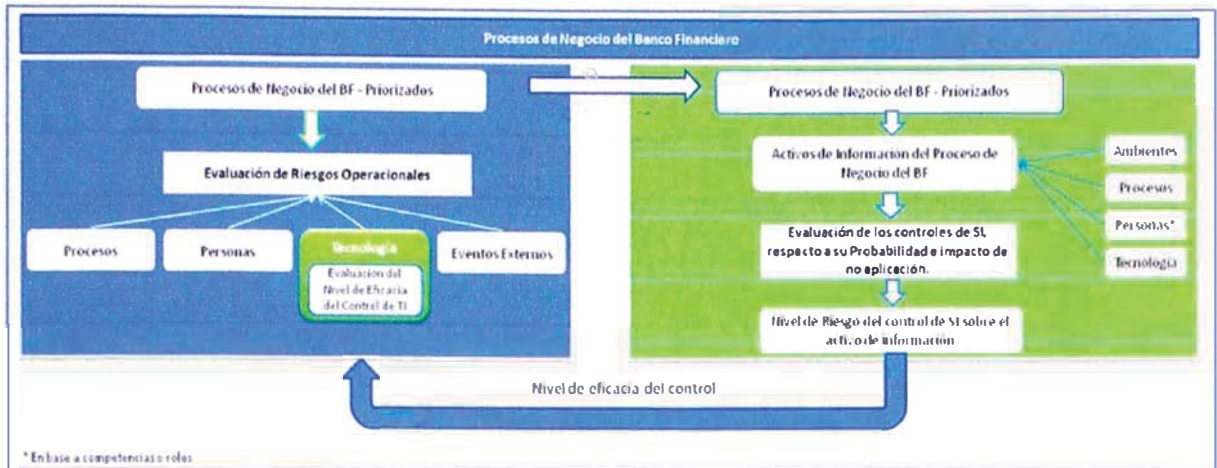 Procesos de Negocio del Banco Financiero
Procesos de Negocio del BF - Priorizados
Evaluación de Riesgos Operacionales
Procesos
Personas
Tecnología
Evaluación del
Nivel de Eficacia
del Control de TI
Eventos Externos
Procesos de Negocio del BF - Priorizados
Activos de Información del Proceso de
Negocio del BF
Ambientes
Procesos
Personas*
Tecnología
Evaluación de los controles de SI,
respecto a su Probabilidad e impacto de
no aplicación.
Nivel de Riesgo del control de SI sobre el
activo de información
Nivel de eficacia del control
* En base a competencias o roles